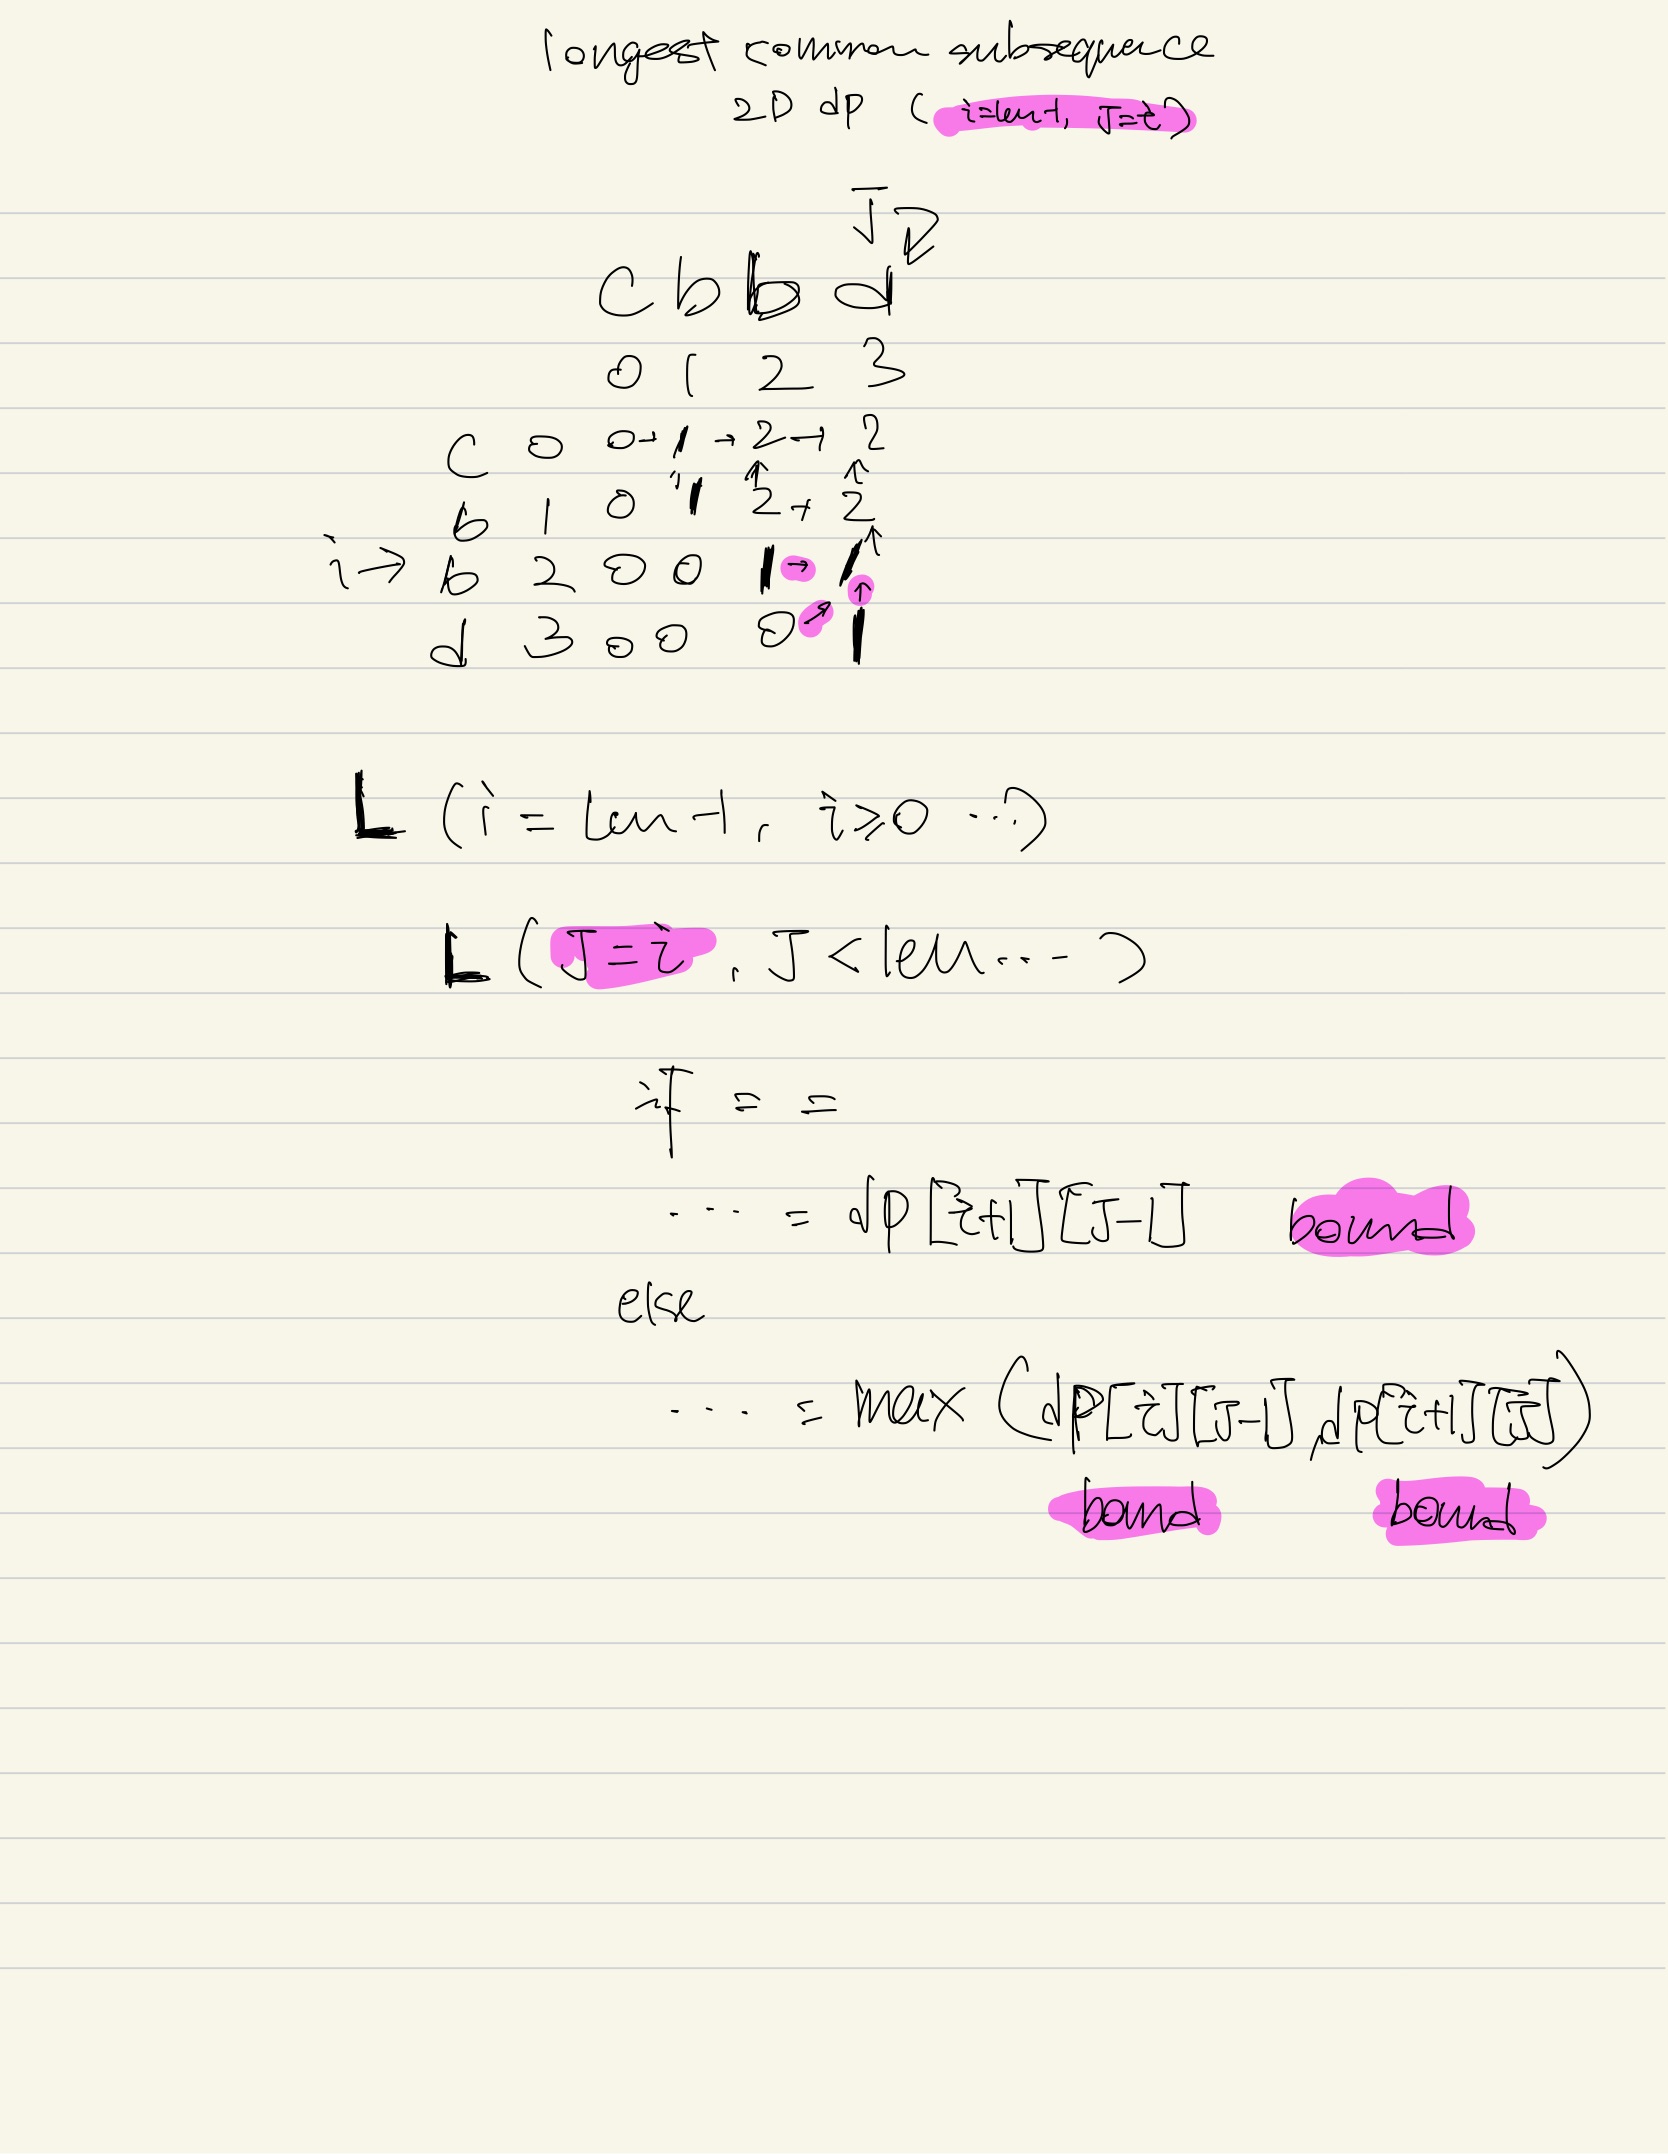 longest common subsequence
2D dp (i=len-1, J=i)
J
c b b d
0 1 2 3
c 0 0→1→2→2
↑ ↑
b 1 0 1 2→2
↑
i→ b 2 0 0 1→1
↗ ↑
d 3 0 0 0 1
L (i = len-1, i≥0 ...)
L (J=i, J<len....)
if = =
... = dp[i+1][J-1] bound
else
... = max (dp[i][J-1], dp[i+1][J])
bound bound